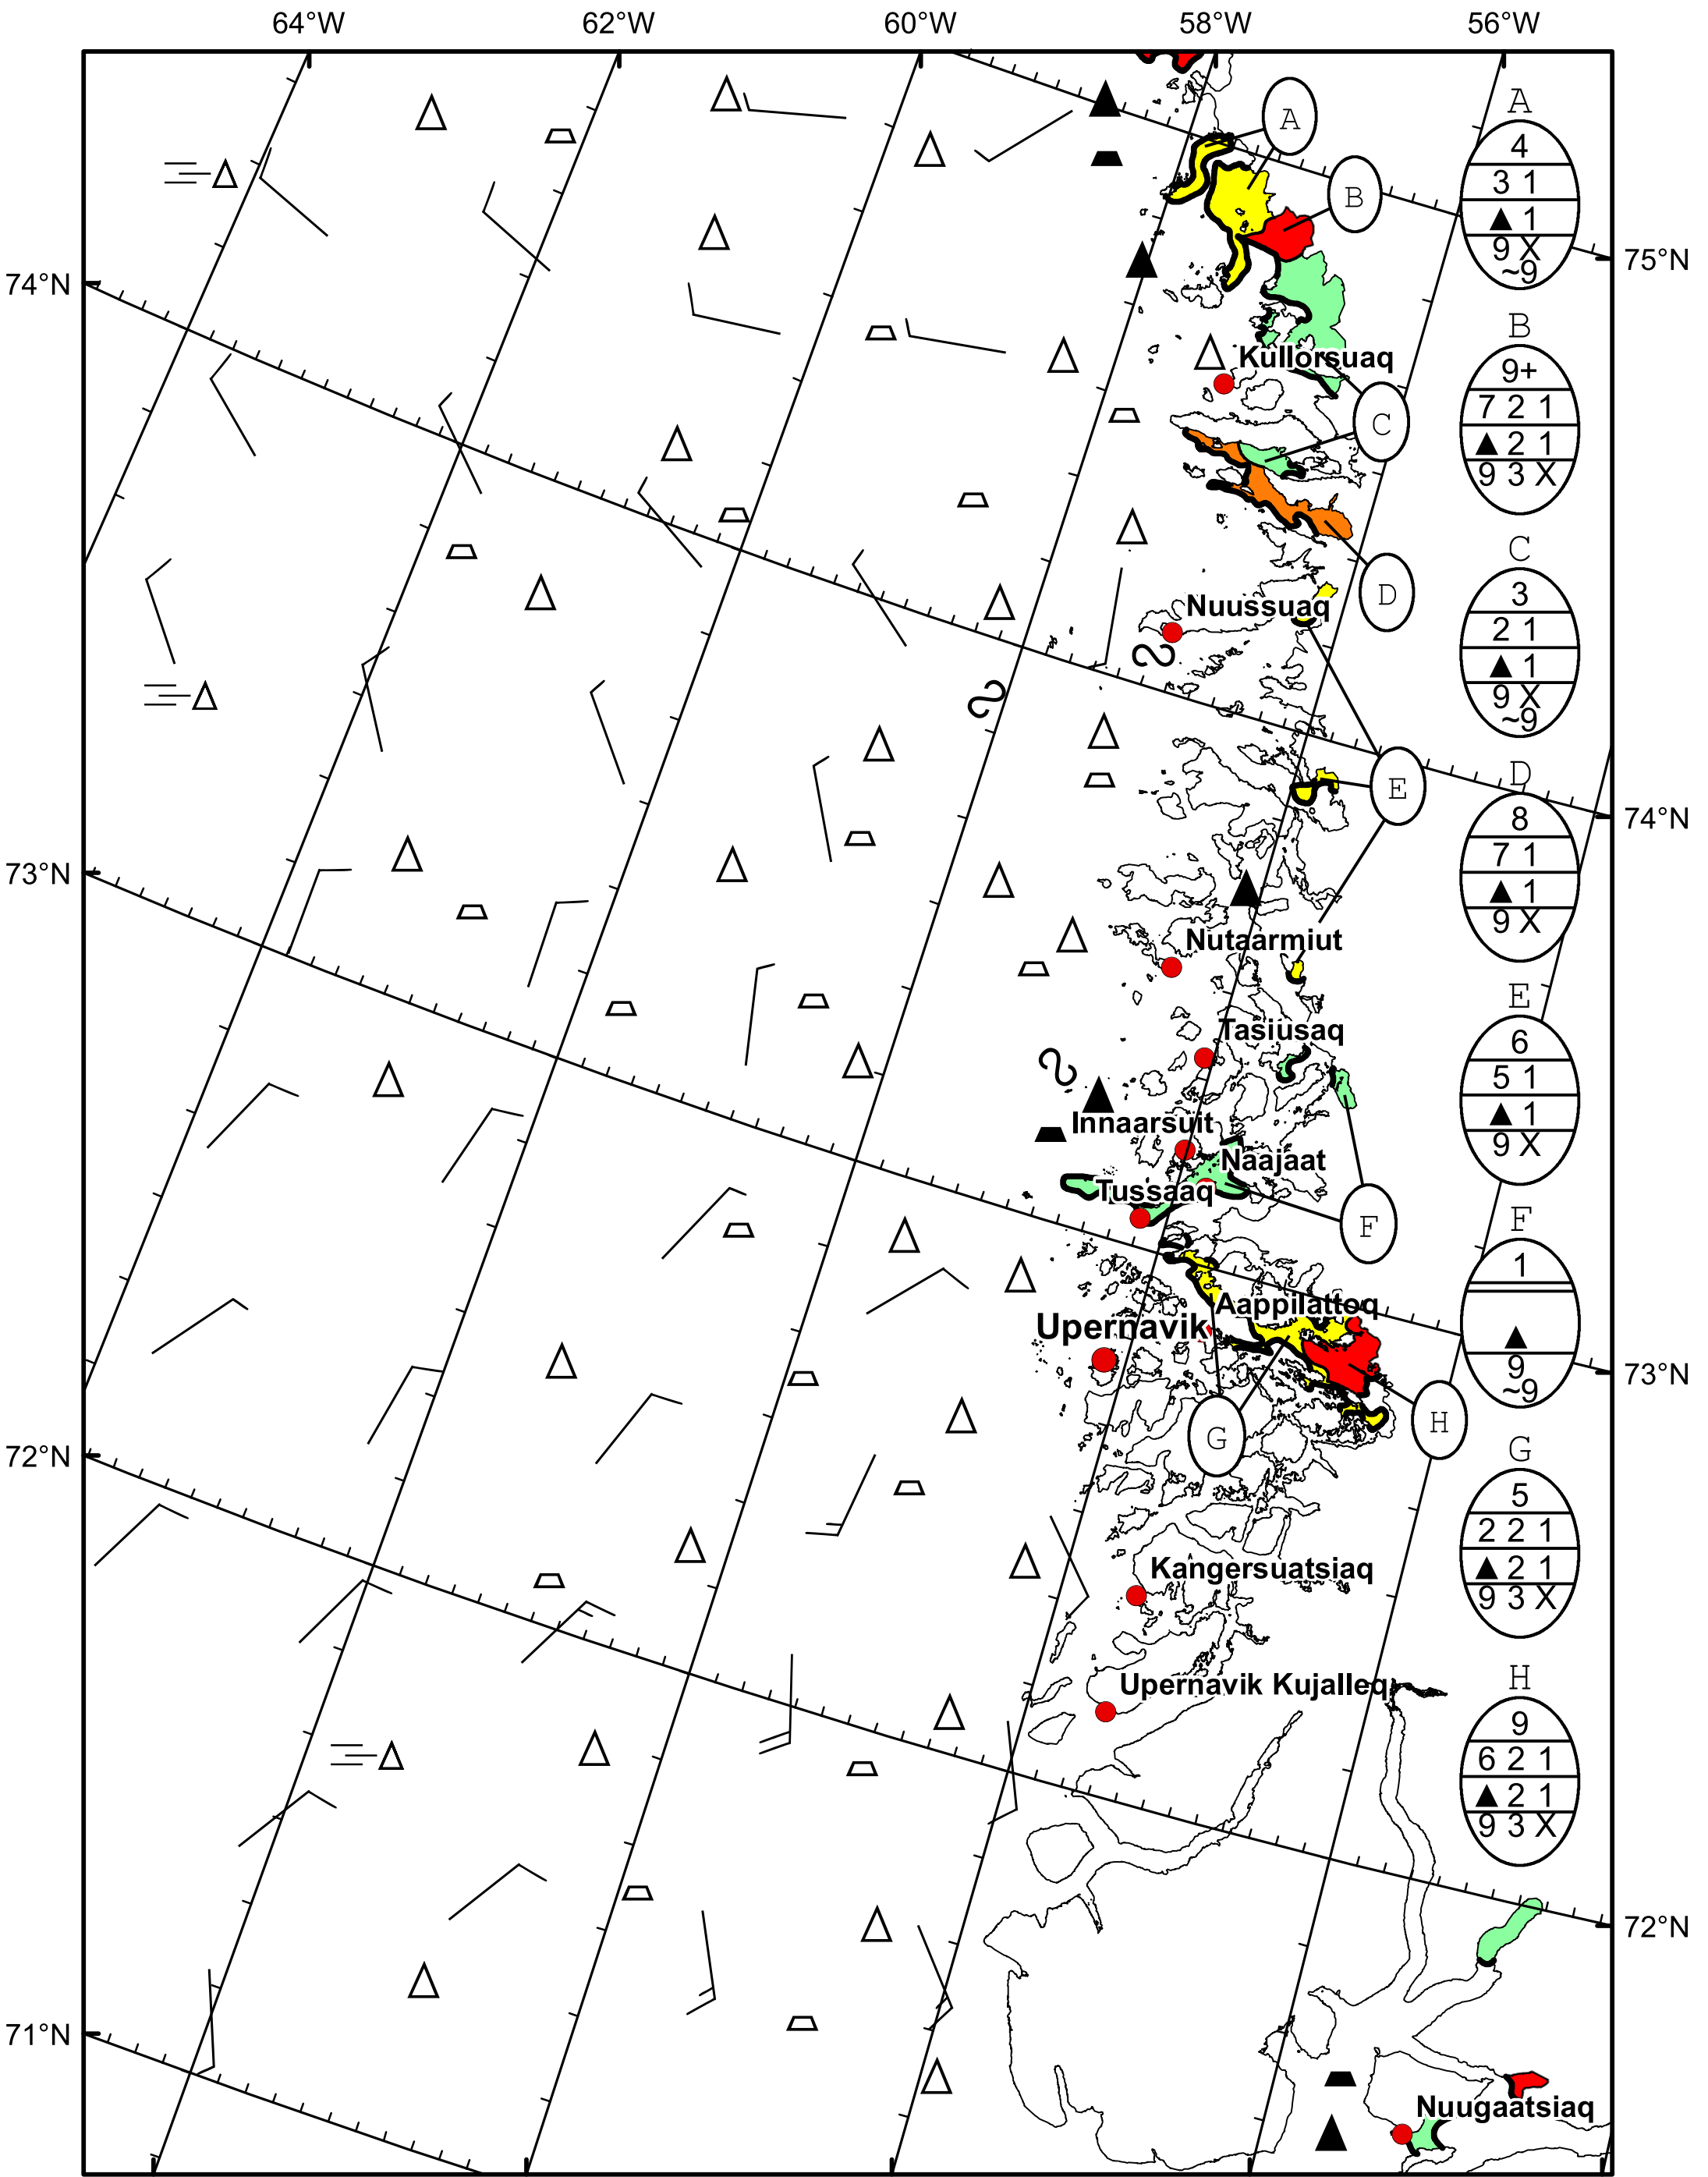 64°W 62°W 60°W 58°W 56°W
A
4
3 1
▲ 1
9 X
~9
A
B
75°N
74°N
B
9+
7 2 1
▲ 2 1
9 3 X
Kullorsuaq
C
C
3
2 1
▲ 1
9 X
~9
D
Nuussuaq
D
8
7 1
▲ 1
9 X
E
74°N
73°N
Nutaarmiut
E
6
5 1
▲ 1
9 X
Tasiusaq
Innaarsuit
Naajaat
Tussaaq
F
F
1
▲
9
~9
Aappilattoq
Upernavik
73°N
H
G
72°N
G
5
2 2 1
▲ 2 1
9 3 X
Kangersuatsiaq
Upernavik Kujalleq
H
9
6 2 1
▲ 2 1
9 3 X
72°N
71°N
Nuugaatsiaq